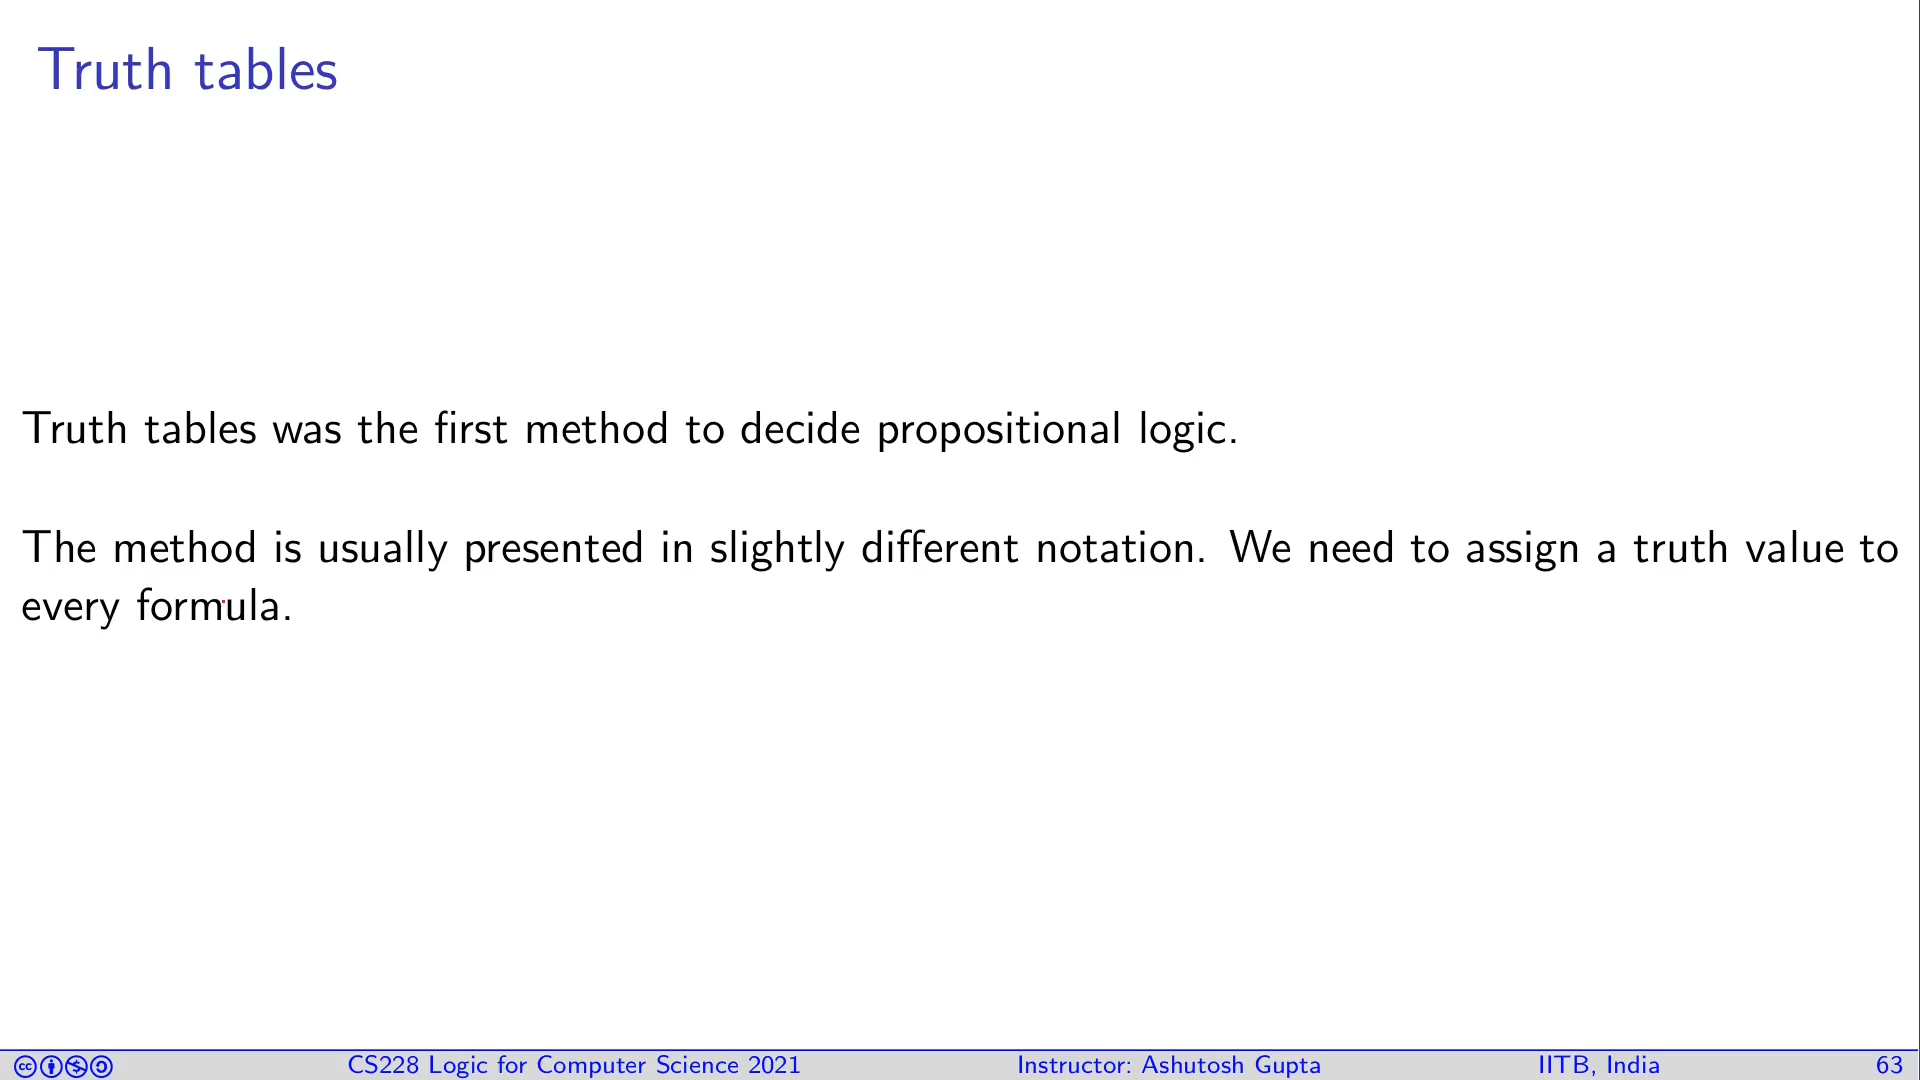 Truth tables
Truth tables was the first method to decide propositional logic.
The method is usually presented in slightly different notation. We need to assign a truth value to
every formula.
CS228 Logic for Computer Science 2021 Instructor: Ashutosh Gupta IITB, India 63